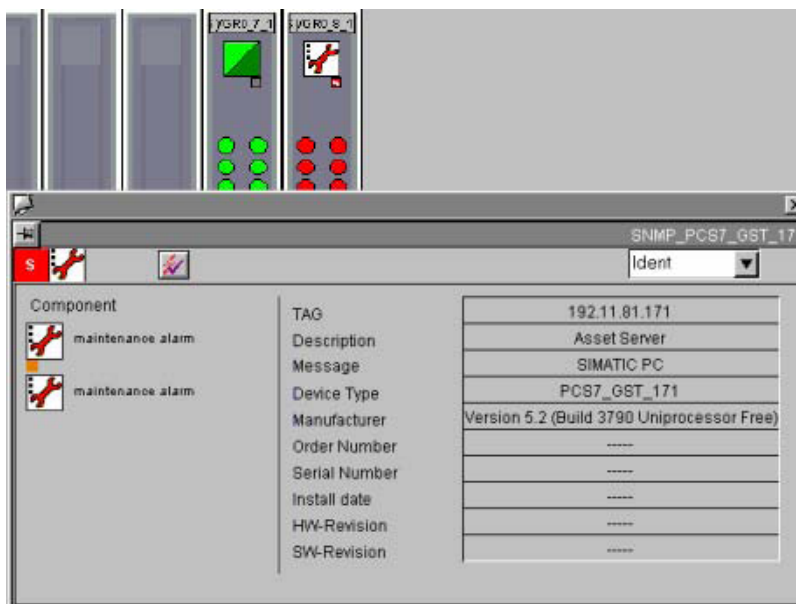 SNMP_PCS7_GST_17
S
Ident
Component
maintenance alarm
maintenance alarm
TAG 192.11.81.171
Description Asset Server
Message SIMATIC PC
Device Type PCS7_GST_171
Manufacturer Version 5.2 (Build 3790 Uniprocessor Free)
Order Number -----
Serial Number -----
Install date -----
HW-Revision -----
SW-Revision -----